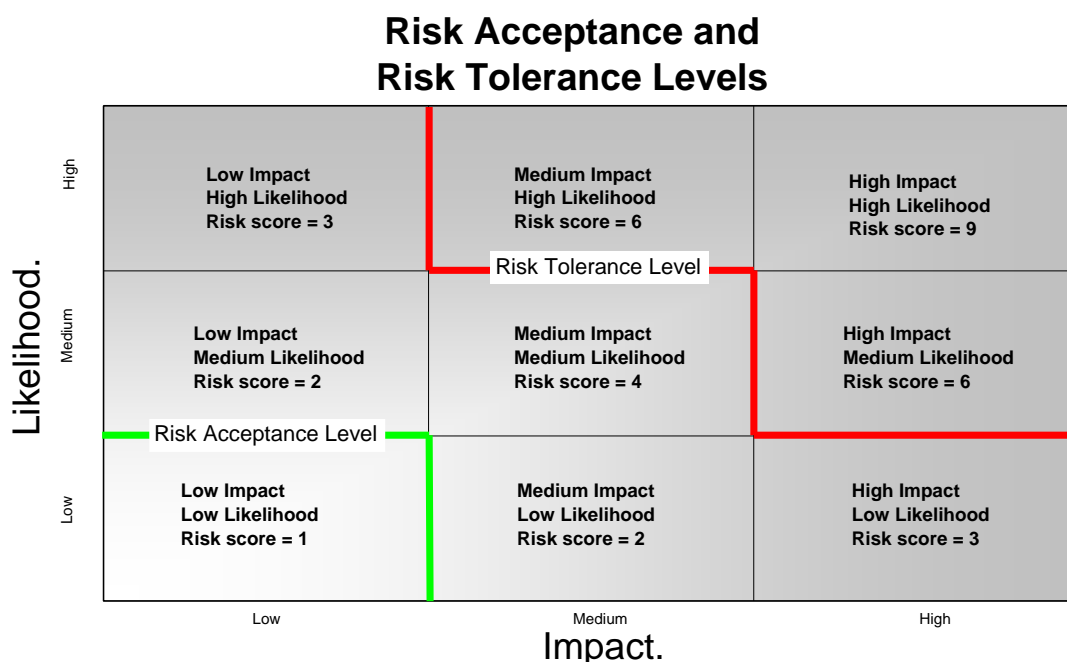 Risk Acceptance and
Risk Tolerance Levels
Likelihood.
High
Low Impact
High Likelihood
Risk score = 3
Medium Impact
High Likelihood
Risk score = 6
High Impact
High Likelihood
Risk score = 9
Risk Tolerance Level
Medium
Low Impact
Medium Likelihood
Risk score = 2
Medium Impact
Medium Likelihood
Risk score = 4
High Impact
Medium Likelihood
Risk score = 6
Risk Acceptance Level
Low
Low Impact
Low Likelihood
Risk score = 1
Medium Impact
Low Likelihood
Risk score = 2
High Impact
Low Likelihood
Risk score = 3
Low
Medium
High
Impact.